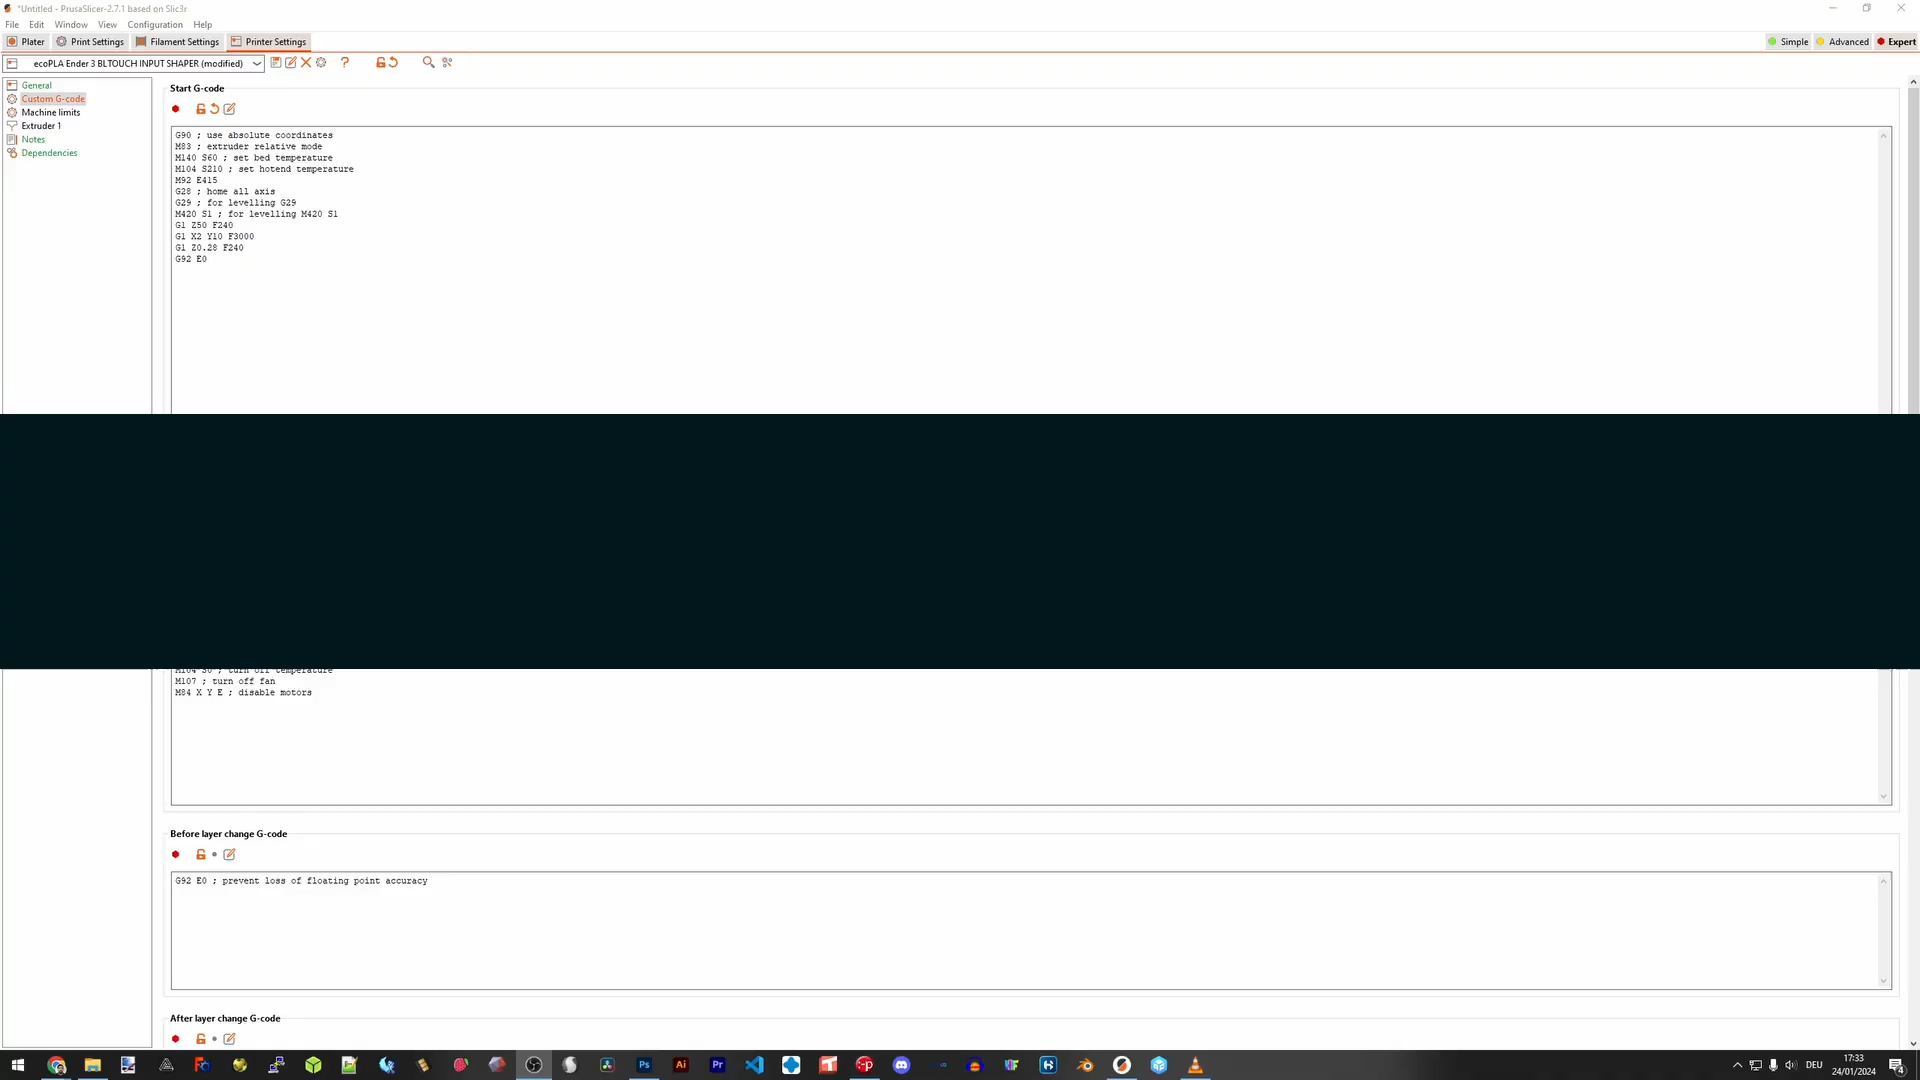 *Untitled - PrusaSlicer-2.7.1 based on Slic3r
File Edit Window View Configuration Help
Plater Print Settings Filament Settings Printer Settings Simple Advanced Expert
ecoPLA Ender 3 BLTOUCH INPUT SHAPER (modified)
General
Custom G-code
Machine limits
Extruder 1
Notes
Dependencies
Start G-code
G90 ; use absolute coordinates
M83 ; extruder relative mode
M140 S60 ; set bed temperature
M104 S210 ; set hotend temperature
M92 E415
G28 ; home all axis
G29 ; for levelling G29
M420 S1 ; for levelling M420 S1
G1 Z50 F240
G1 X2 Y10 F3000
G1 Z0.28 F240
G92 E0
M104 S0 ; turn off temperature
M107 ; turn off fan
M84 X Y E ; disable motors
Before layer change G-code
G92 E0 ; prevent loss of floating point accuracy
After layer change G-code
DEU
17:33
24/01/2024